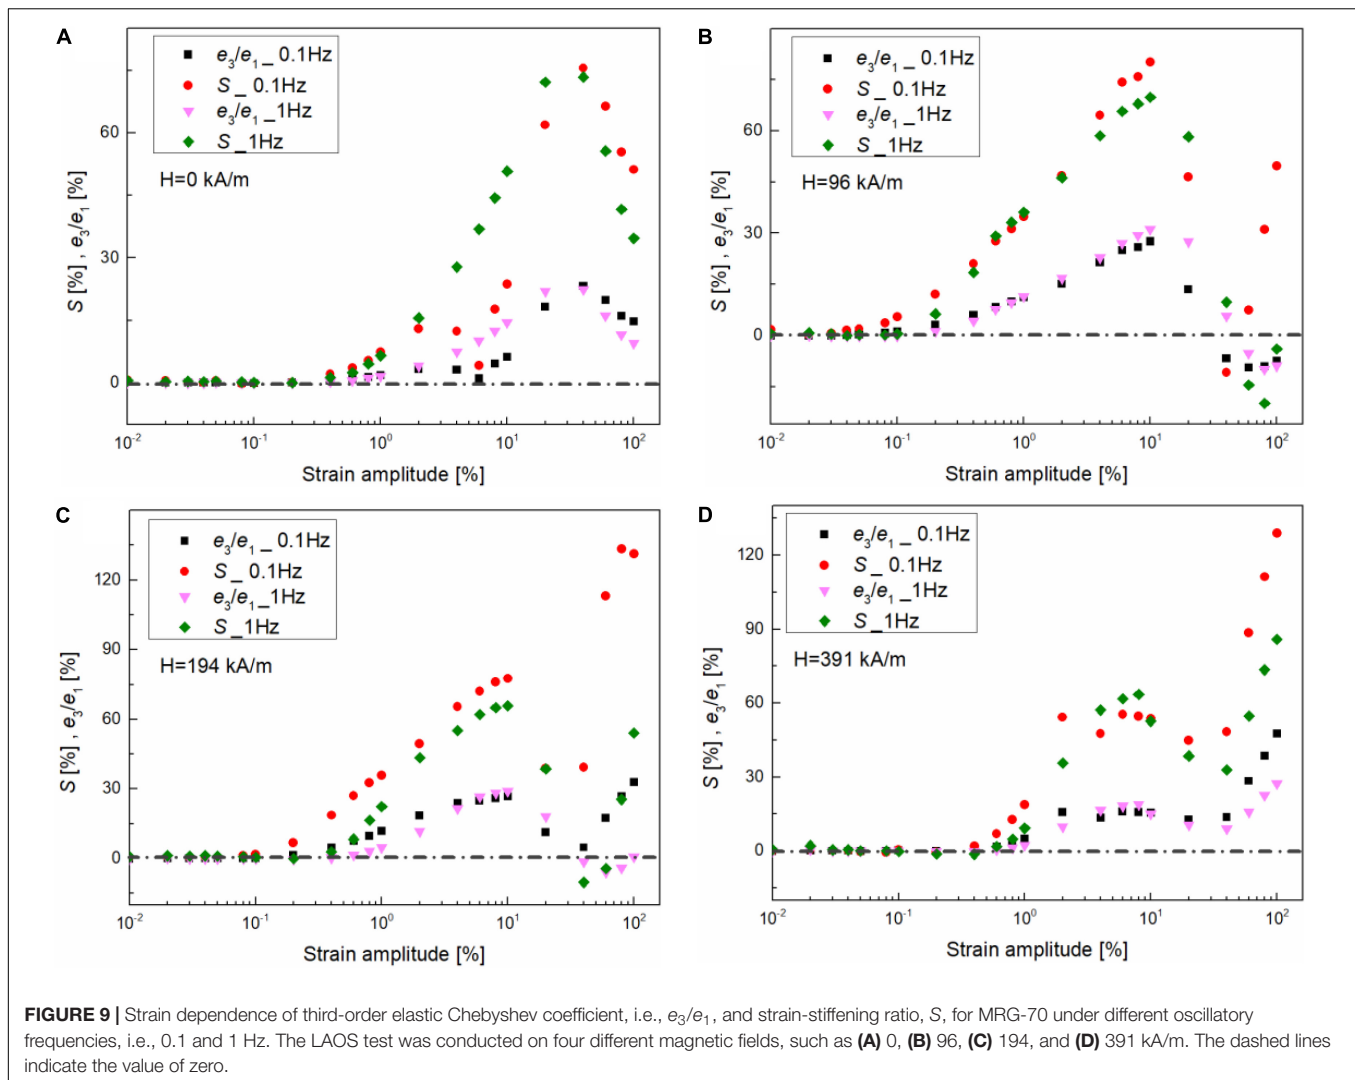 A
e3/e1 _ 0.1Hz
S _ 0.1Hz
e3/e1 _1Hz
S _1Hz
H=0 kA/m
S [%] , e3/e1 [%]
60
30
0
10-2 10-1 100 101 102
Strain amplitude [%]
B
e3/e1 _ 0.1Hz
S _ 0.1Hz
e3/e1 _1Hz
S _1Hz
H=96 kA/m
S [%] , e3/e1 [%]
60
30
0
10-2 10-1 100 101 102
Strain amplitude [%]
C
e3/e1 _ 0.1Hz
S _ 0.1Hz
e3/e1 _1Hz
S _1Hz
H=194 kA/m
S [%] , e3/e1 [%]
120
90
60
30
0
10-2 10-1 100 101 102
Strain amplitude [%]
D
e3/e1 _ 0.1Hz
S _ 0.1Hz
e3/e1 _1Hz
S _1Hz
H=391 kA/m
S [%] , e3/e1 [%]
120
90
60
30
0
10-2 10-1 100 101 102
Strain amplitude [%]
FIGURE 9 | Strain dependence of third-order elastic Chebyshev coefficient, i.e., e3/e1, and strain-stiffening ratio, S, for MRG-70 under different oscillatory
frequencies, i.e., 0.1 and 1 Hz. The LAOS test was conducted on four different magnetic fields, such as (A) 0, (B) 96, (C) 194, and (D) 391 kA/m. The dashed lines
indicate the value of zero.